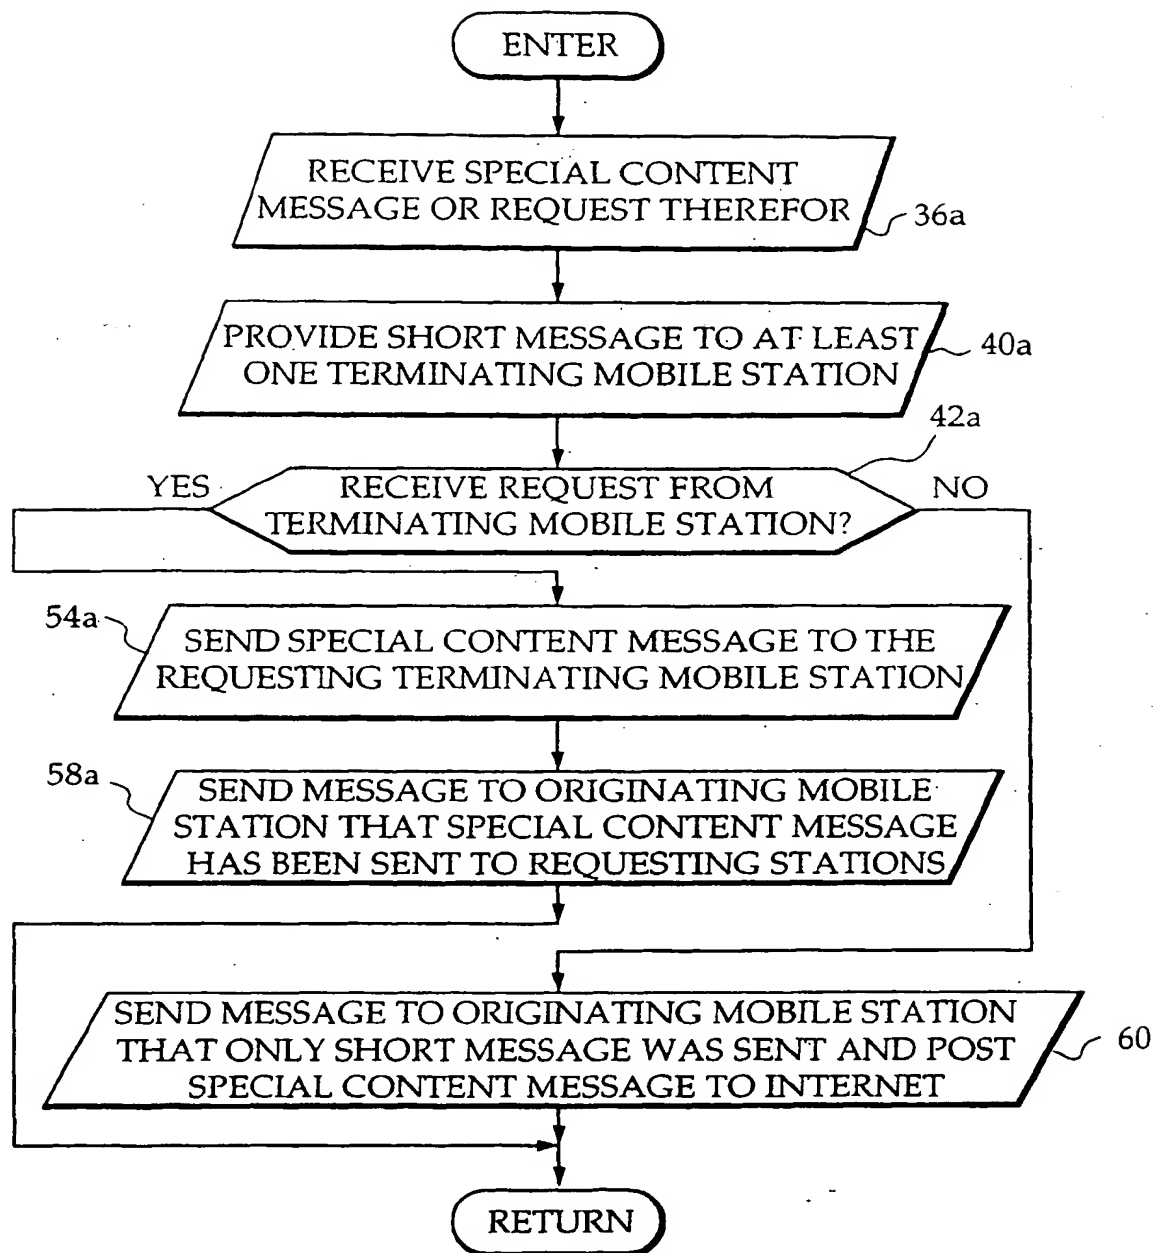 ENTER
RECEIVE SPECIAL CONTENT
MESSAGE OR REQUEST THEREFOR
36a
PROVIDE SHORT MESSAGE TO AT LEAST
ONE TERMINATING MOBILE STATION
40a
42a
YES
RECEIVE REQUEST FROM
TERMINATING MOBILE STATION?
NO
54a
SEND SPECIAL CONTENT MESSAGE TO THE
REQUESTING TERMINATING MOBILE STATION
58a
SEND MESSAGE TO ORIGINATING MOBILE
STATION THAT SPECIAL CONTENT MESSAGE
HAS BEEN SENT TO REQUESTING STATIONS
SEND MESSAGE TO ORIGINATING MOBILE STATION
THAT ONLY SHORT MESSAGE WAS SENT AND POST
SPECIAL CONTENT MESSAGE TO INTERNET
60
RETURN